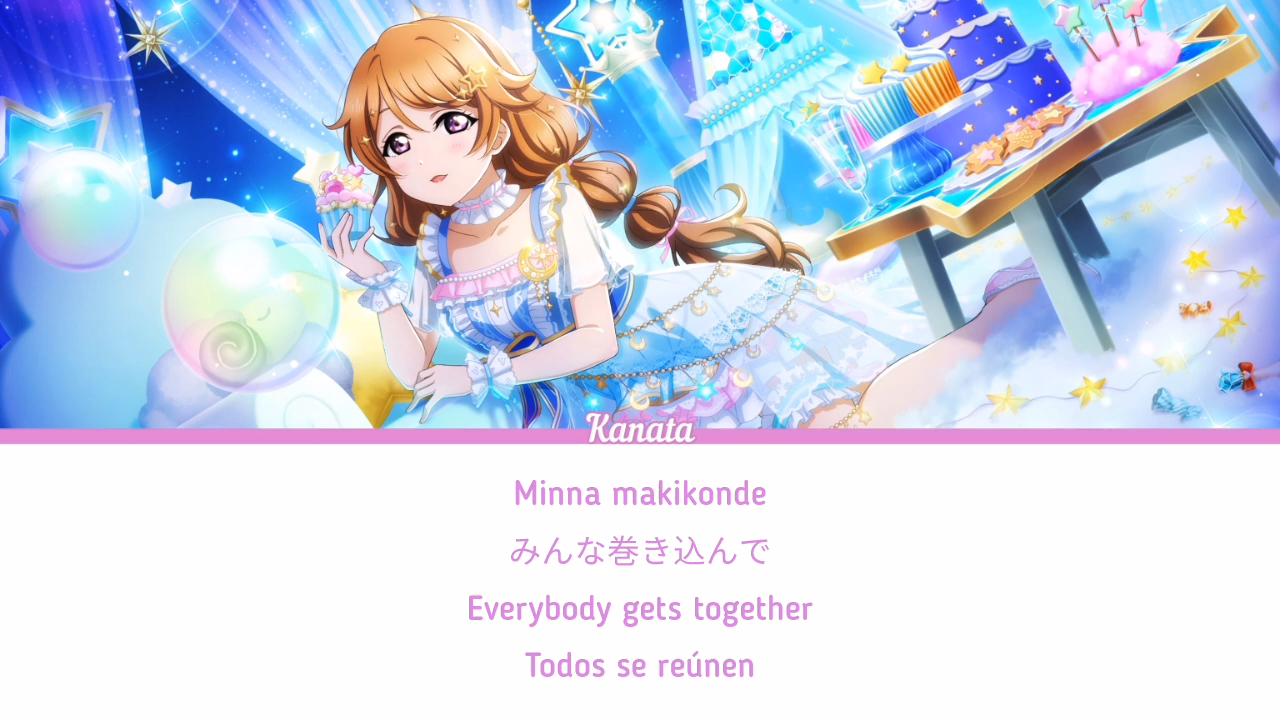 Kanata
Minna makikonde
みんな巻き込んで
Everybody gets together
Todos se reúnen